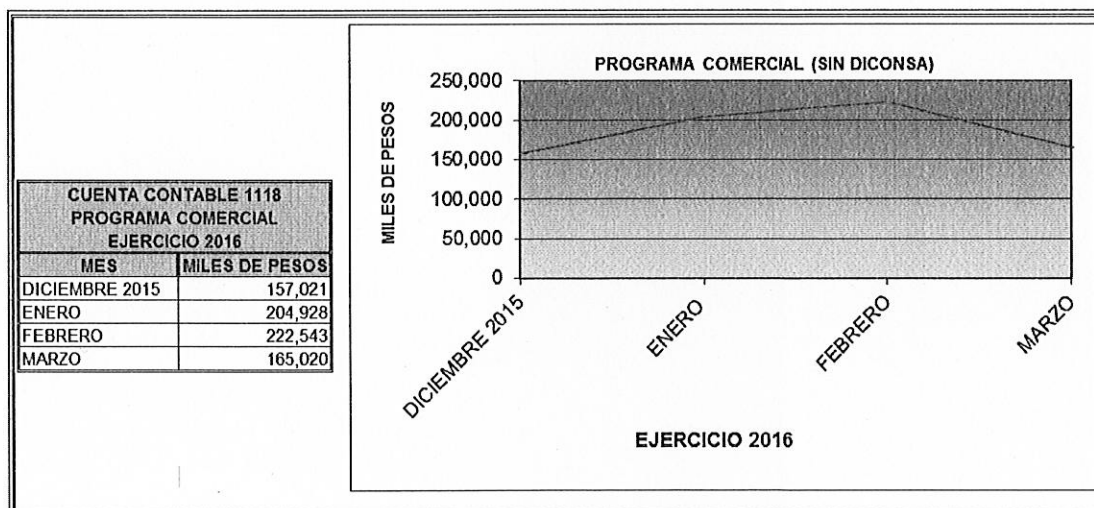 CUENTA CONTABLE 1118
PROGRAMA COMERCIAL
EJERCICIO 2016
MES MILES DE PESOS
DICIEMBRE 2015 157,021
ENERO 204,928
FEBRERO 222,543
MARZO 165,020
PROGRAMA COMERCIAL (SIN DICONSA)
MILES DE PESOS
250,000
200,000
150,000
100,000
50,000
0
DICIEMBRE 2015
ENERO
FEBRERO
MARZO
EJERCICIO 2016